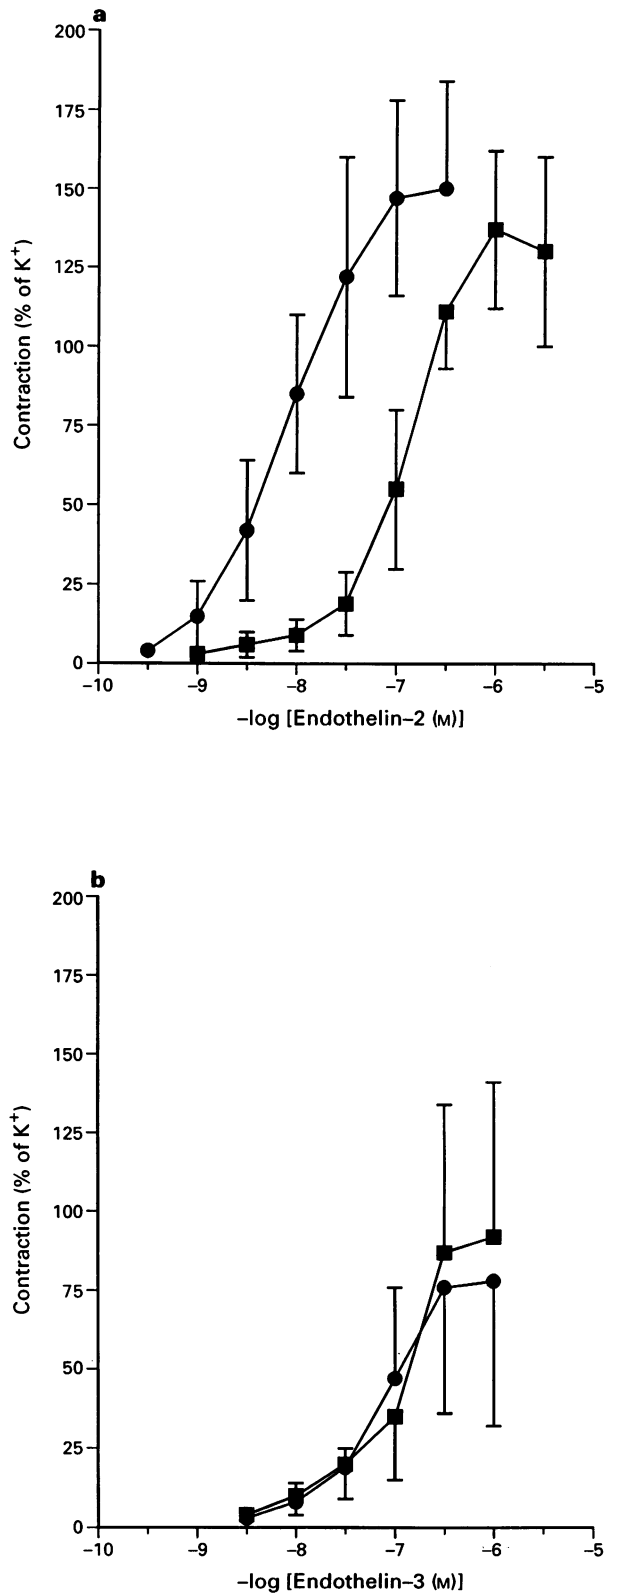 a
200
175
150
125
100
75
50
25
0
Contraction (% of K⁺)
−10 −9 −8 −7 −6 −5
−log [Endothelin−2 (M)]
b
200
175
150
125
100
75
50
25
0
Contraction (% of K⁺)
−10 −9 −8 −7 −6 −5
−log [Endothelin−3 (M)]